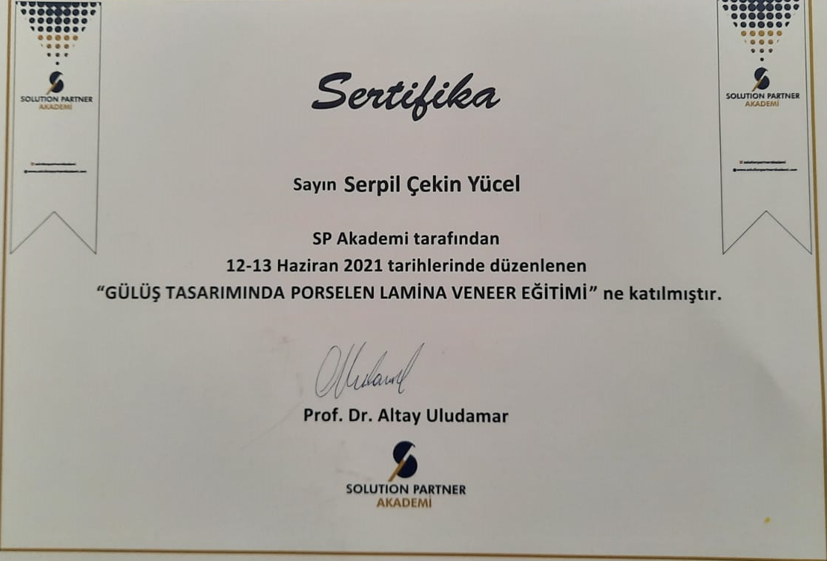 SOLUTION PARTNER
AKADEMİ
SOLUTION PARTNER
AKADEMİ
Sertifika
Sayın Serpil Çekin Yücel
SP Akademi tarafından
12-13 Haziran 2021 tarihlerinde düzenlenen
“GÜLÜŞ TASARIMINDA PORSELEN LAMİNA VENEER EĞİTİMİ” ne katılmıştır.
Prof. Dr. Altay Uludamar
SOLUTION PARTNER
AKADEMİ